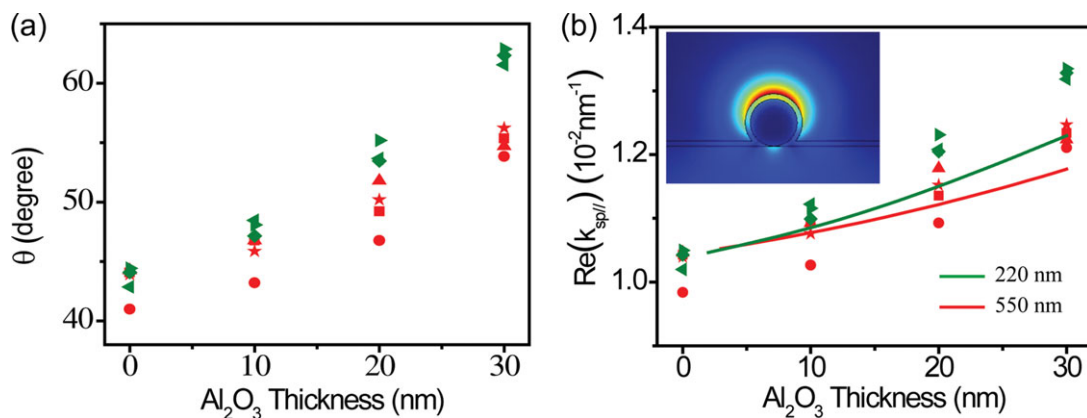 (a)
θ (degree)
60
50
40
0 10 20 30
Al₂O₃ Thickness (nm)
(b)
Re(k_sp//) (10⁻²nm⁻¹)
1.4
1.2
1.0
220 nm
550 nm
0 10 20 30
Al₂O₃ Thickness (nm)